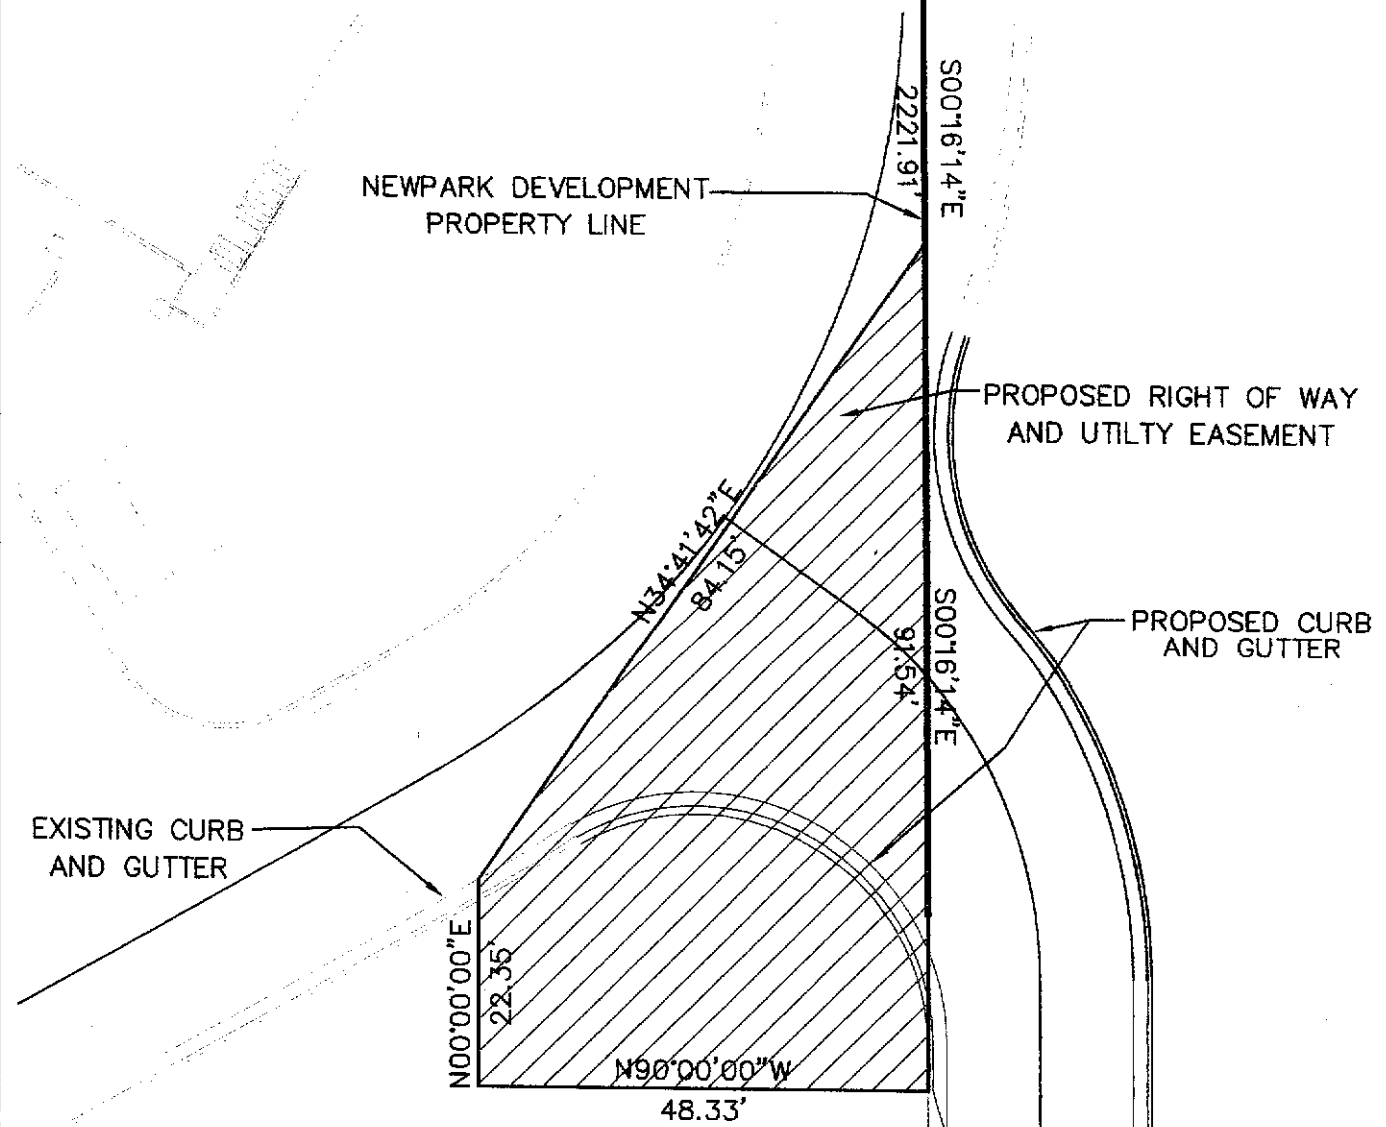 S00°16'14"E
2221.91'
NEWPARK DEVELOPMENT
PROPERTY LINE
PROPOSED RIGHT OF WAY
AND UTILTY EASEMENT
N34°41'42"E
84.15'
S00°16'14"E
91.54'
PROPOSED CURB
AND GUTTER
EXISTING CURB
AND GUTTER
N00°00'00"E
22.35'
N90°00'00"W
48.33'